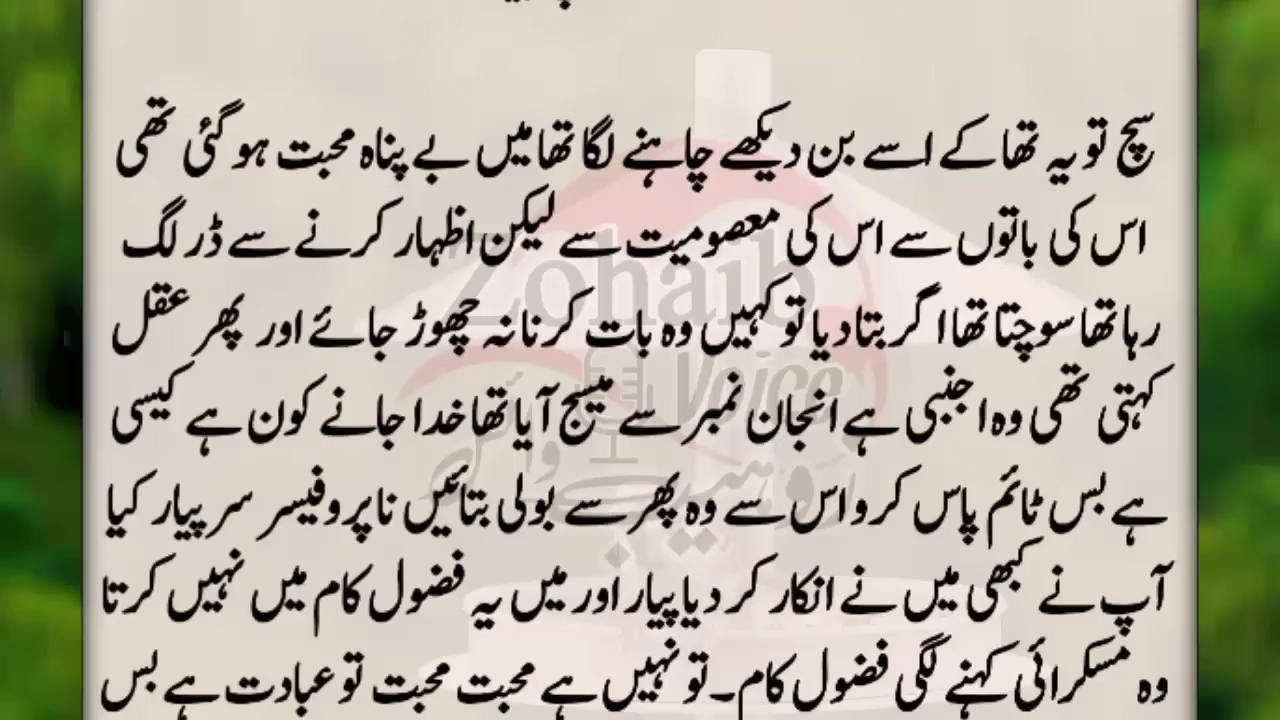 سچ تو یہ تھا کے اسے بن دیکھے چاہنے لگا تھا میں بے پناہ محبت ہو گئی تھی
اس کی باتوں سے اس کی معصومیت سے لیکن اظہار کرنے سے ڈر لگ
رہا تھا سوچتا تھا اگر بتا دیا تو کہیں وہ بات کرنا نہ چھوڑ جائے اور پھر عقل
کہتی تھی وہ اجنبی ہے انجان نمبر سے میسج آیا تھا خدا جانے کون ہے کیسی
ہے بس ٹائم پاس کرو اس سے وہ پھر سے بولی بتائیں نا پروفیسر سر پیار کیا
آپ نے کبھی میں نے انکار کر دیا پیار اور میں یہ فضول کام میں نہیں کرتا
وہ مسکرائی کہنے لگی فضول کام۔ تو نہیں ہے محبت محبت تو عبادت ہے بس
Zohaib
Voice
زوہیب وائس